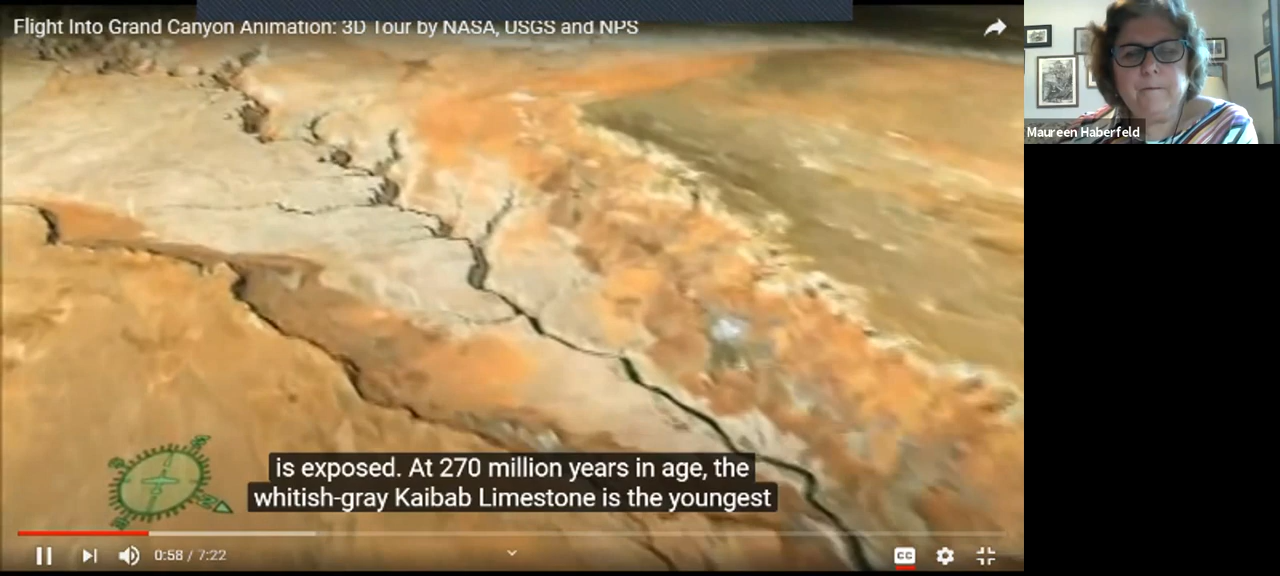 Flight Into Grand Canyon Animation: 3D Tour by NASA, USGS and NPS
Maureen Haberfeld
is exposed. At 270 million years in age, the
whitish-gray Kaibab Limestone is the youngest
0:58 / 7:22
CC